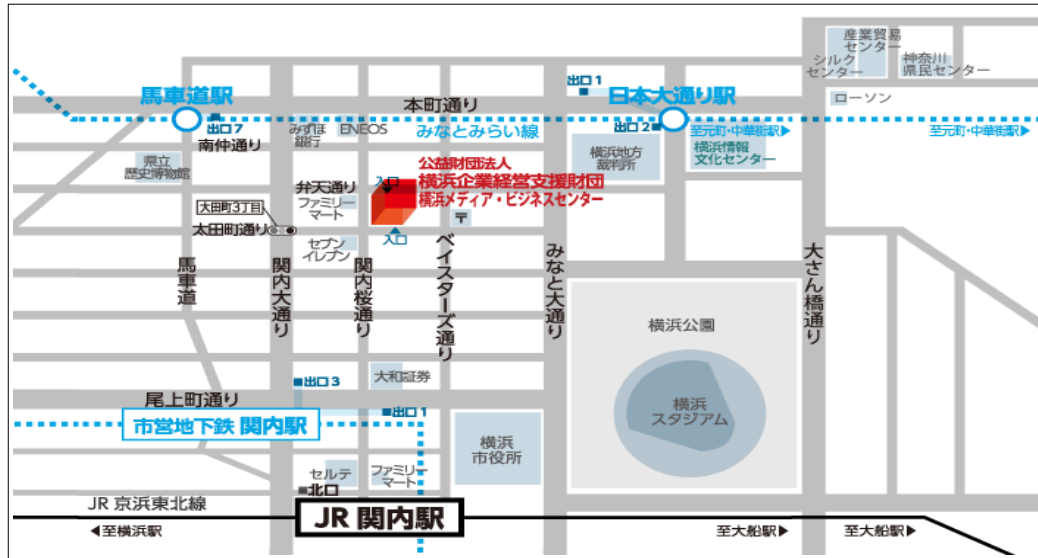 産業貿易
センター
シルク
センター
神奈川
県民センター
出口1
馬車道駅
本町通り
日本大通り駅
ローソン
出口7
みずほ
銀行
ENEOS
みなとみらい線
出口2
至元町・中華街駅▶
至元町・中華街駅▶
南仲通り
横浜地方
裁判所
横浜情報
文化センター
県立
歴史博物館
公益財団法人
横浜企業経営支援財団
横浜メディア・ビジネスセンター
入口
弁天通り
ファミリー
マート
大田町3丁目
太田町通り
〒
入口
セブン
イレブン
馬車道
関内大通り
関内桜通り
ベイスターズ通り
みなと大通り
大さん橋通り
横浜公園
横浜
スタジアム
出口3
大和証券
尾上町通り
出口1
市営地下鉄 関内駅
横浜
市役所
セルテ
ファミリー
マート
北口
JR 京浜東北線
JR 関内駅
◀至横浜駅
至大船駅▶
至大船駅▶